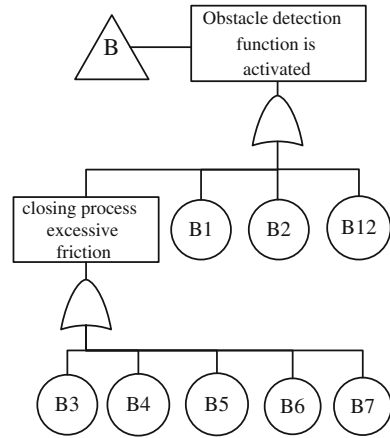 Obstacle detection
function is
activated
B
closing process
excessive
friction
B1
B2
B12
B3
B4
B5
B6
B7